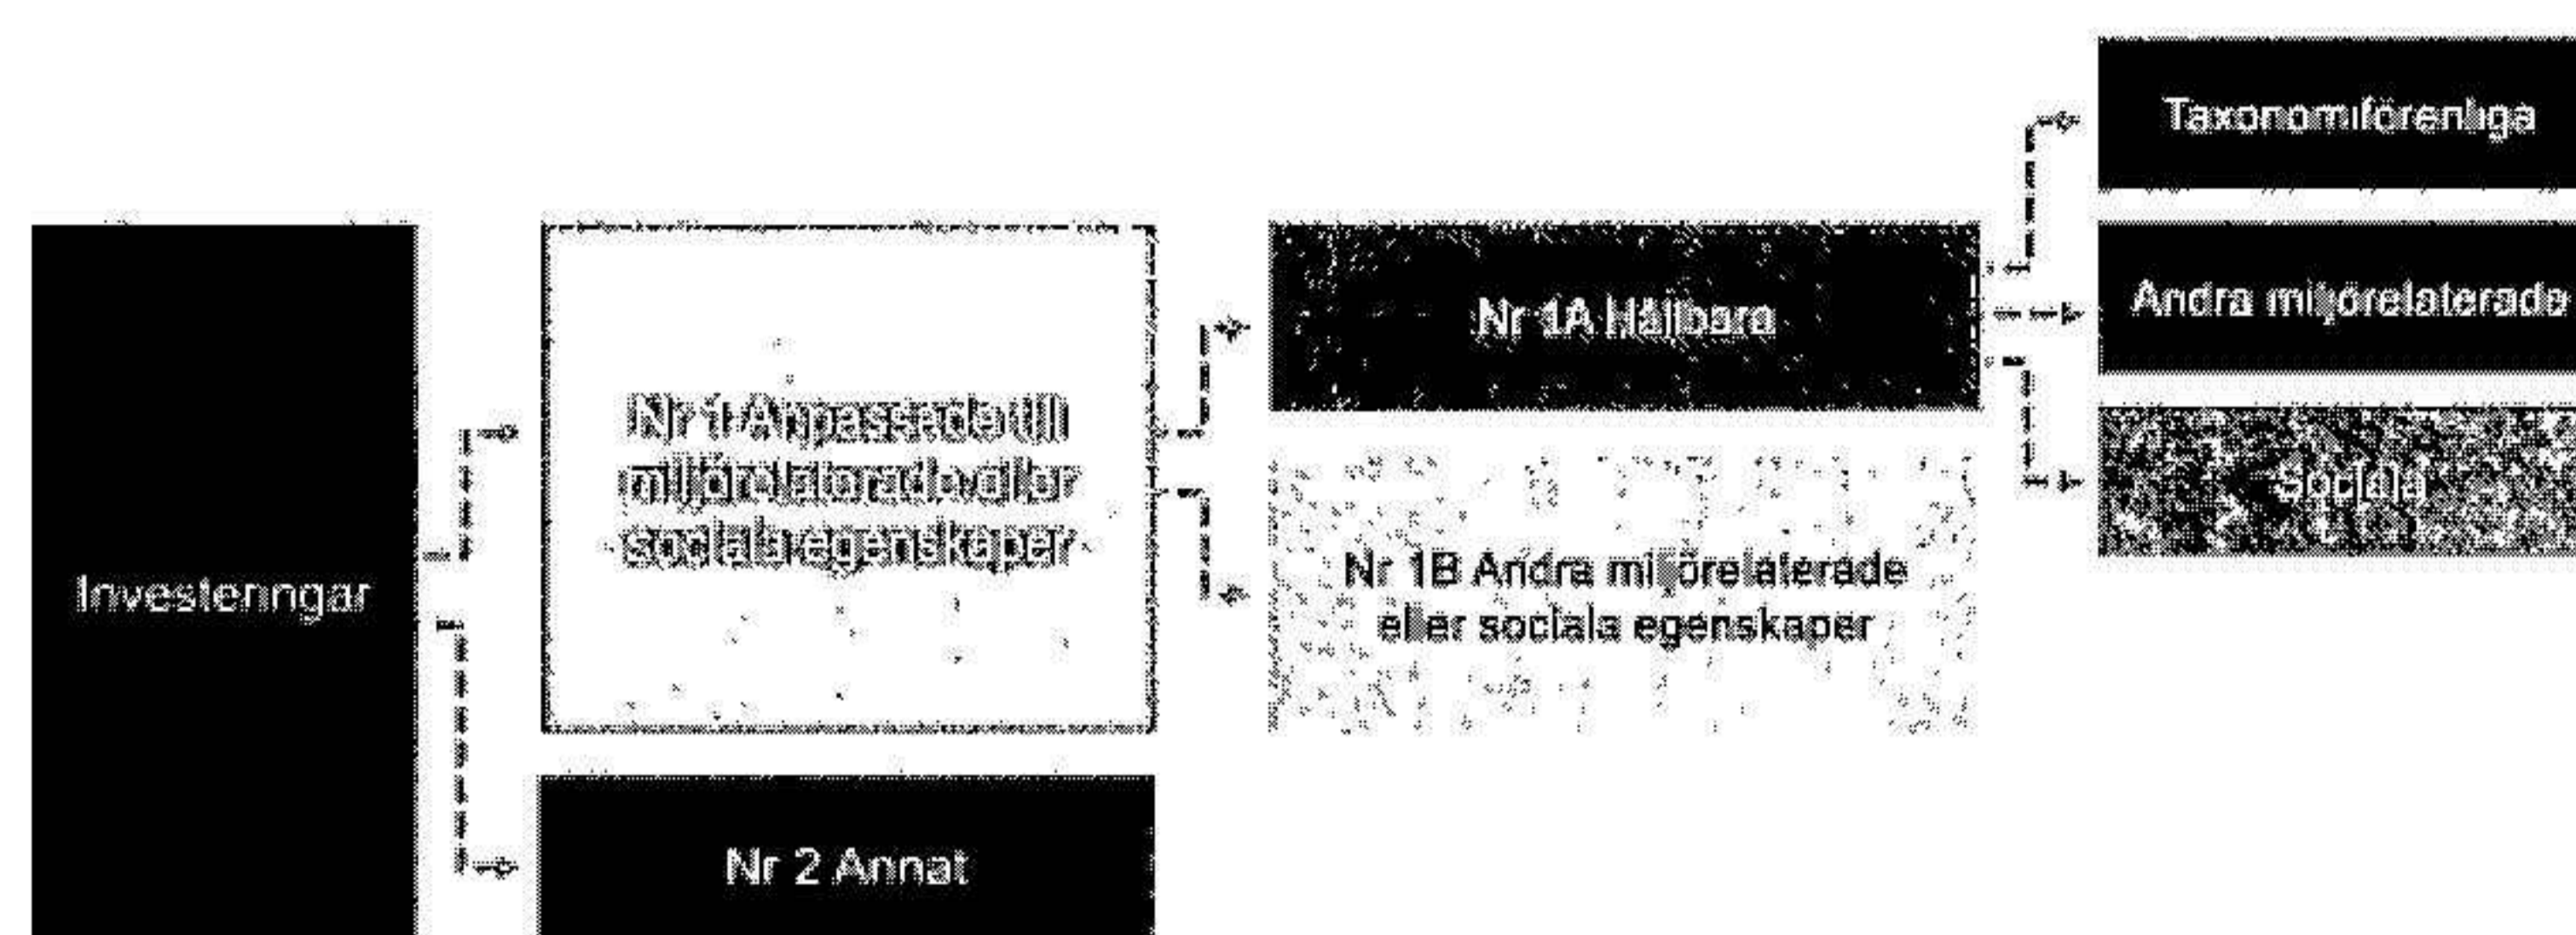 Taxonomiförenliga
Andra miljörelaterade
Nr 1A Hållbara
Sociala
Nr 1 Anpassade till
miljörelaterade eller
sociala egenskaper
Nr 1B Andra miljörelaterade
eller sociala egenskaper
Investeringar
Nr 2 Annat